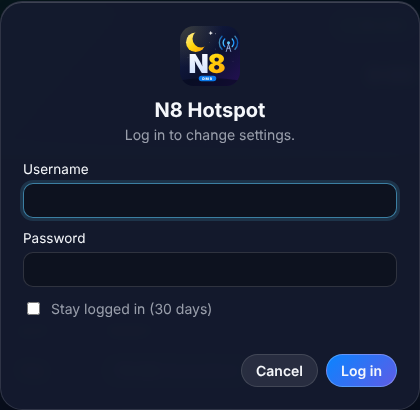 N8
N8 Hotspot
Log in to change settings.
Username
Password
Stay logged in (30 days)
Cancel
Log in